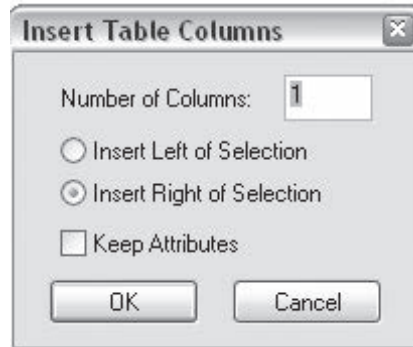 Insert Table Columns
Number of Columns: 1
Insert Left of Selection
Insert Right of Selection
Keep Attributes
OK Cancel